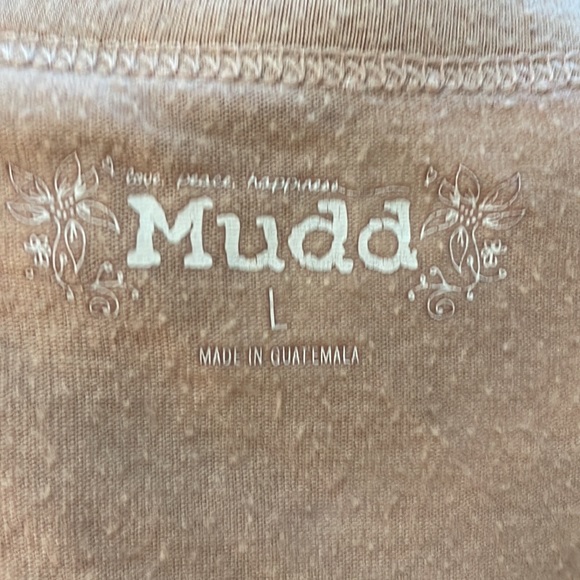 love. peace. happiness.
Mudd
L
MADE IN GUATEMALA